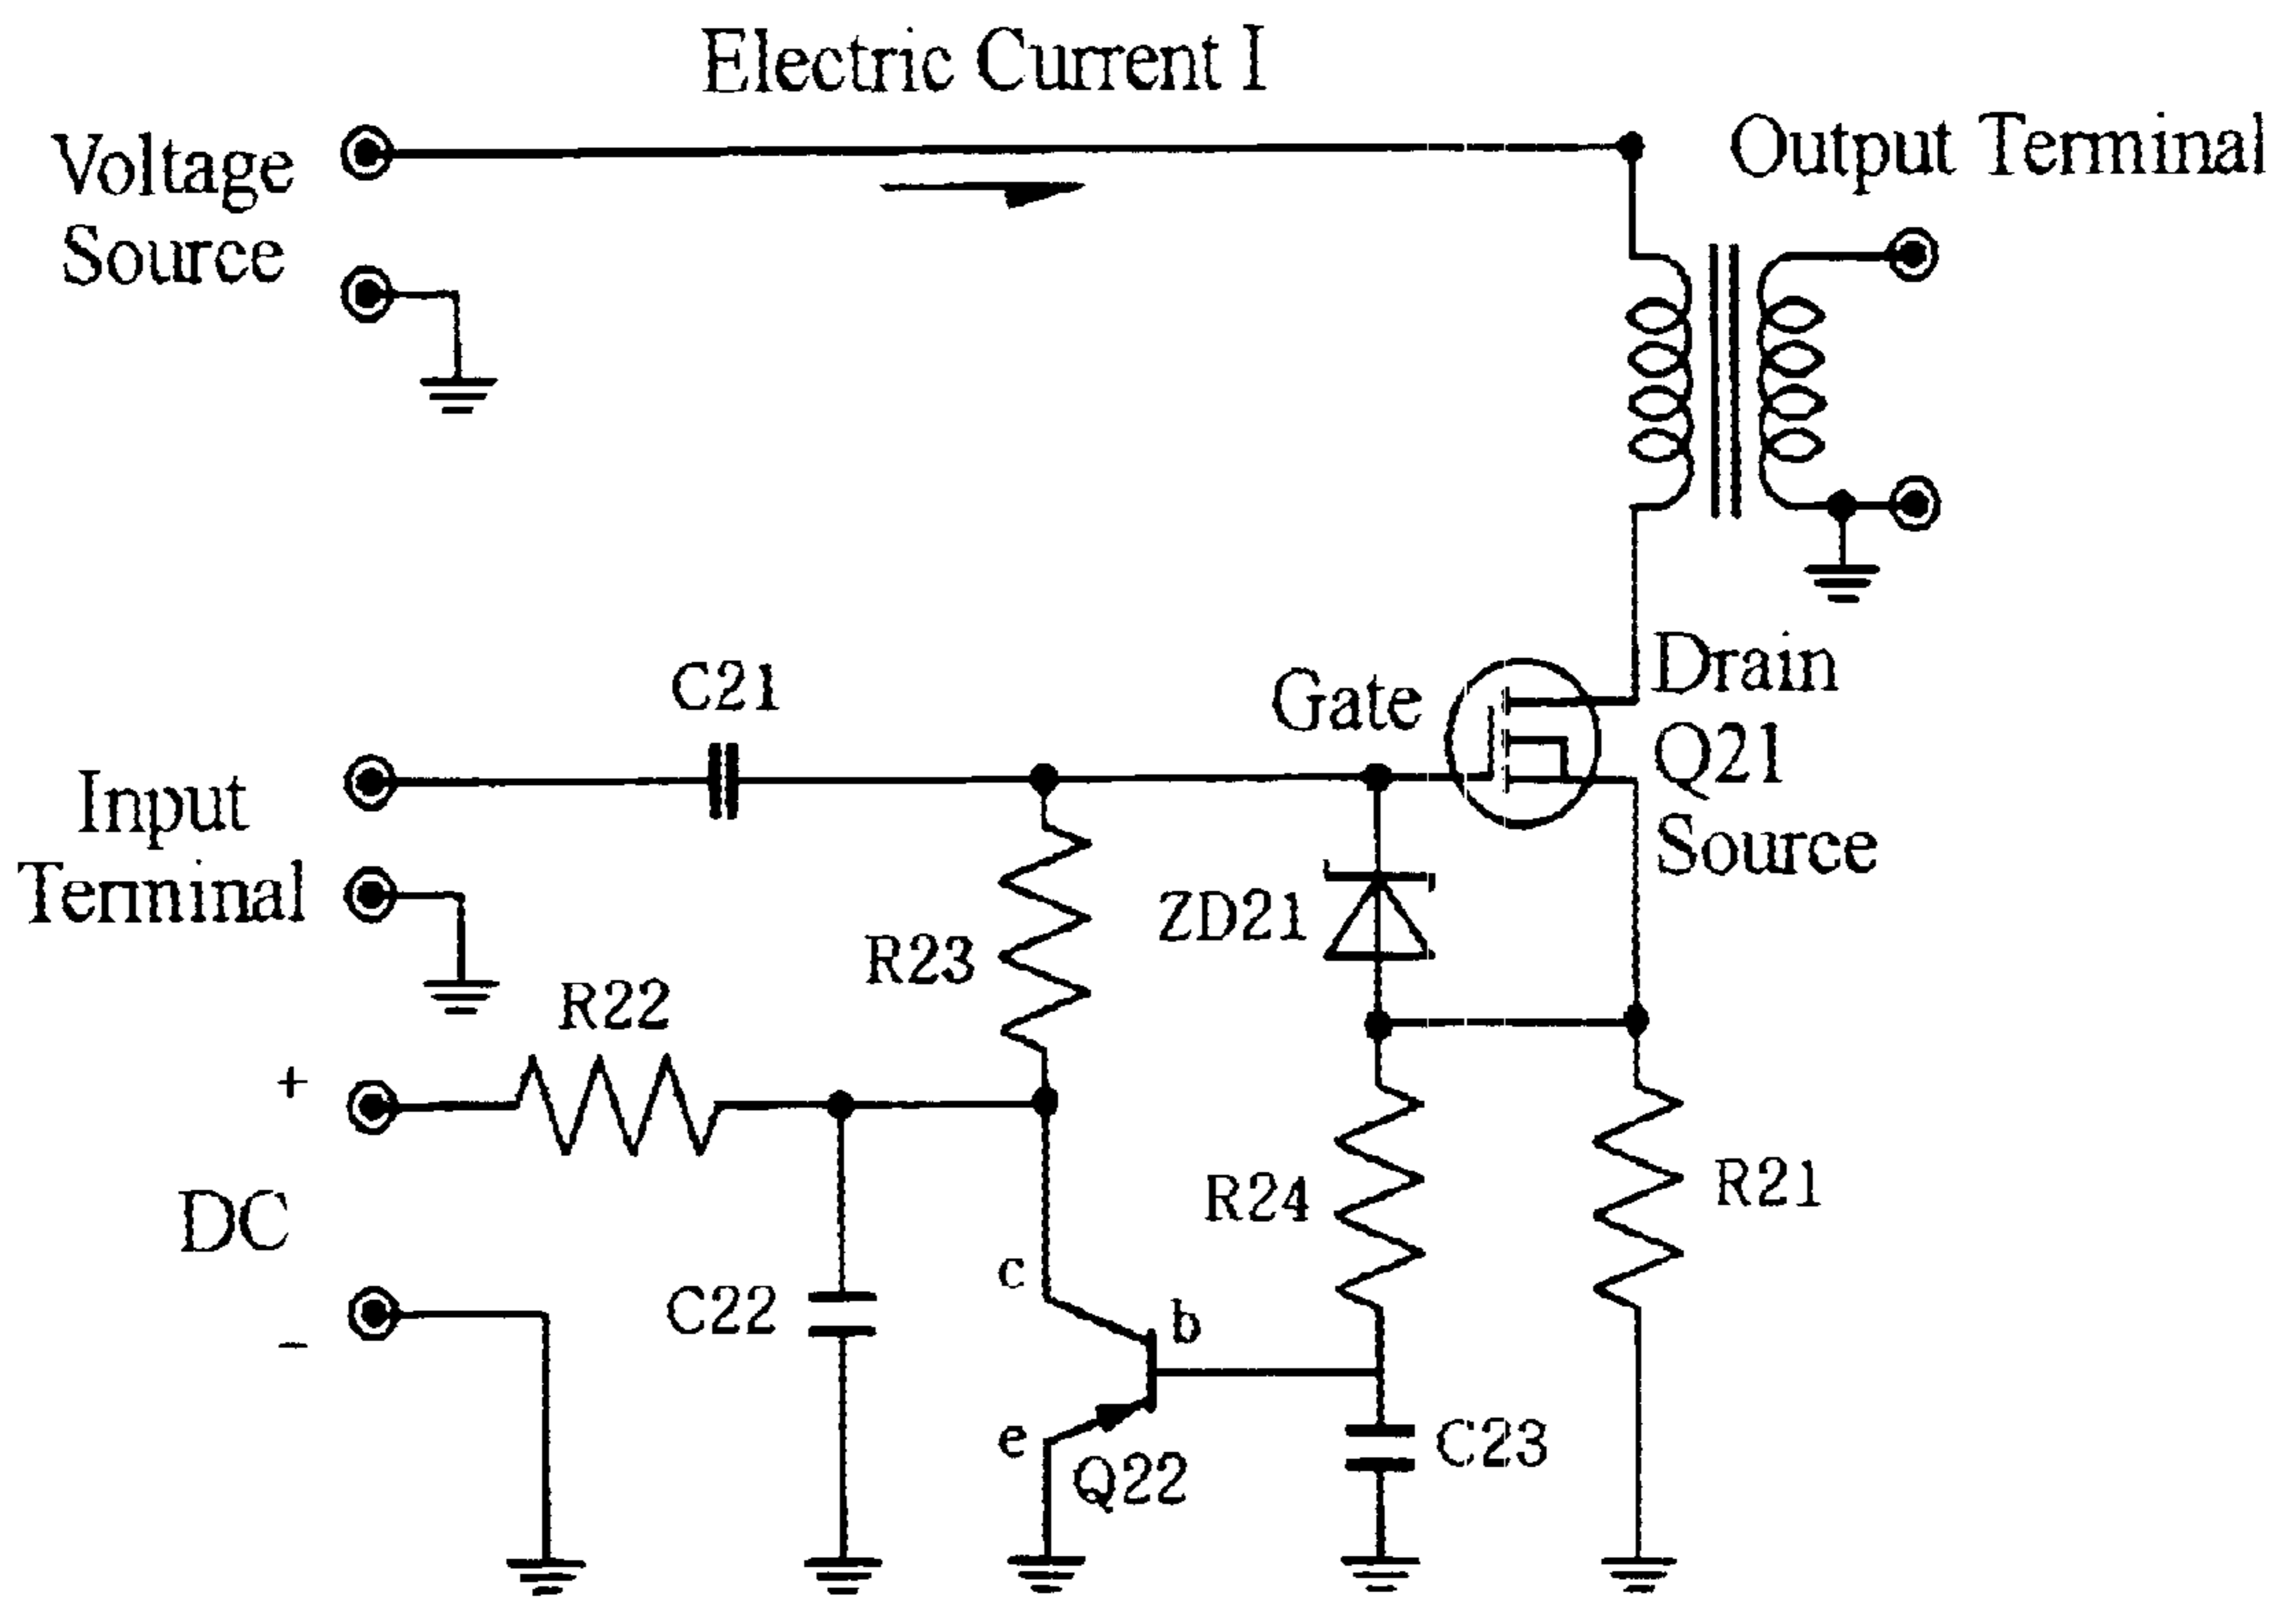 Electric Current I
Voltage
Source
Output Terminal
C21
Gate
Drain
Q21
Source
Input
Terminal
ZD21
R23
R22
+
DC
-
R24
R21
C22
c
b
e
Q22
C23